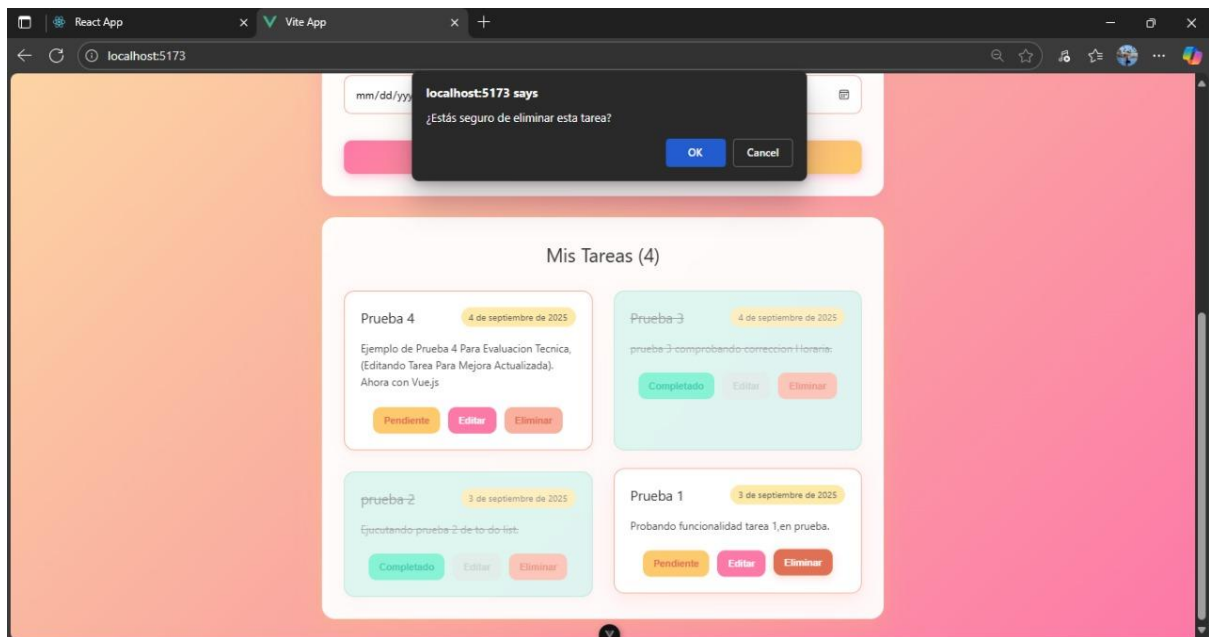 React App
Vite App
localhost:5173
mm/dd/yyy
localhost:5173 says
¿Estás seguro de eliminar esta tarea?
OK
Cancel
Mis Tareas (4)
Prueba 4
4 de septiembre de 2025
Ejemplo de Prueba 4 Para Evaluacion Tecnica,
(Editando Tarea Para Mejora Actualizada).
Ahora con Vue.js
Pendiente
Editar
Eliminar
Prueba 3
4 de septiembre de 2025
prueba 3 comprobando correccion Horaria.
Completado
Editar
Eliminar
prueba 2
3 de septiembre de 2025
Ejucutando prueba 2 de to do list.
Completado
Editar
Eliminar
Prueba 1
3 de septiembre de 2025
Probando funcionalidad tarea 1,en prueba.
Pendiente
Editar
Eliminar